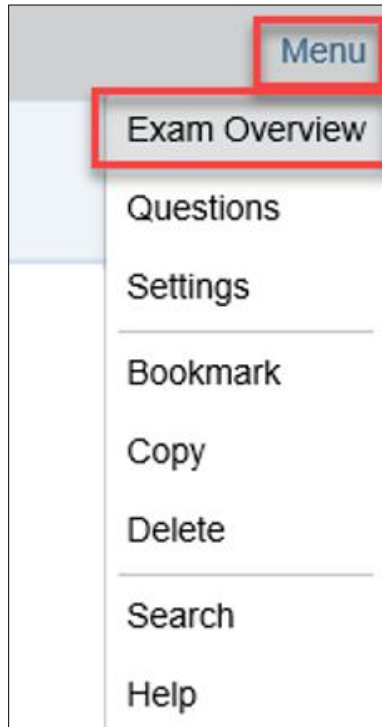 Menu
Exam Overview
Questions
Settings
Bookmark
Copy
Delete
Search
Help